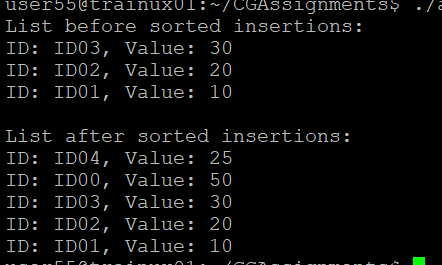 user55@trainux01:~/CGAssignments$ ./a
List before sorted insertions:
ID: ID03, Value: 30
ID: ID02, Value: 20
ID: ID01, Value: 10
List after sorted insertions:
ID: ID04, Value: 25
ID: ID00, Value: 50
ID: ID03, Value: 30
ID: ID02, Value: 20
ID: ID01, Value: 10
user55@trainux01:~/CGAssignments$